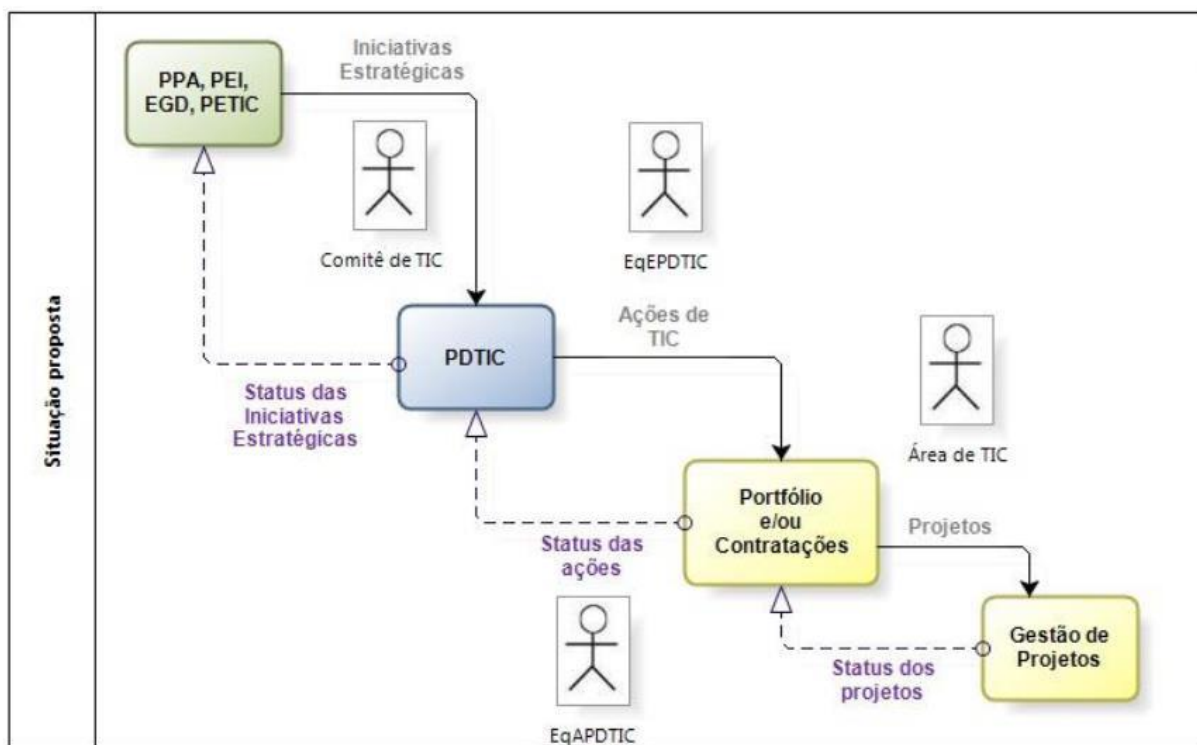 Situação proposta
PPA, PEI,
EGD, PETIC
Iniciativas
Estratégicas
Comitê de TIC
EqEPDTIC
PDTIC
Ações de
TIC
Status das
Iniciativas
Estratégicas
Área de TIC
Portfólio
e/ou
Contratações
Projetos
Status das
ações
Gestão de
Projetos
Status dos
projetos
EqAPDTIC